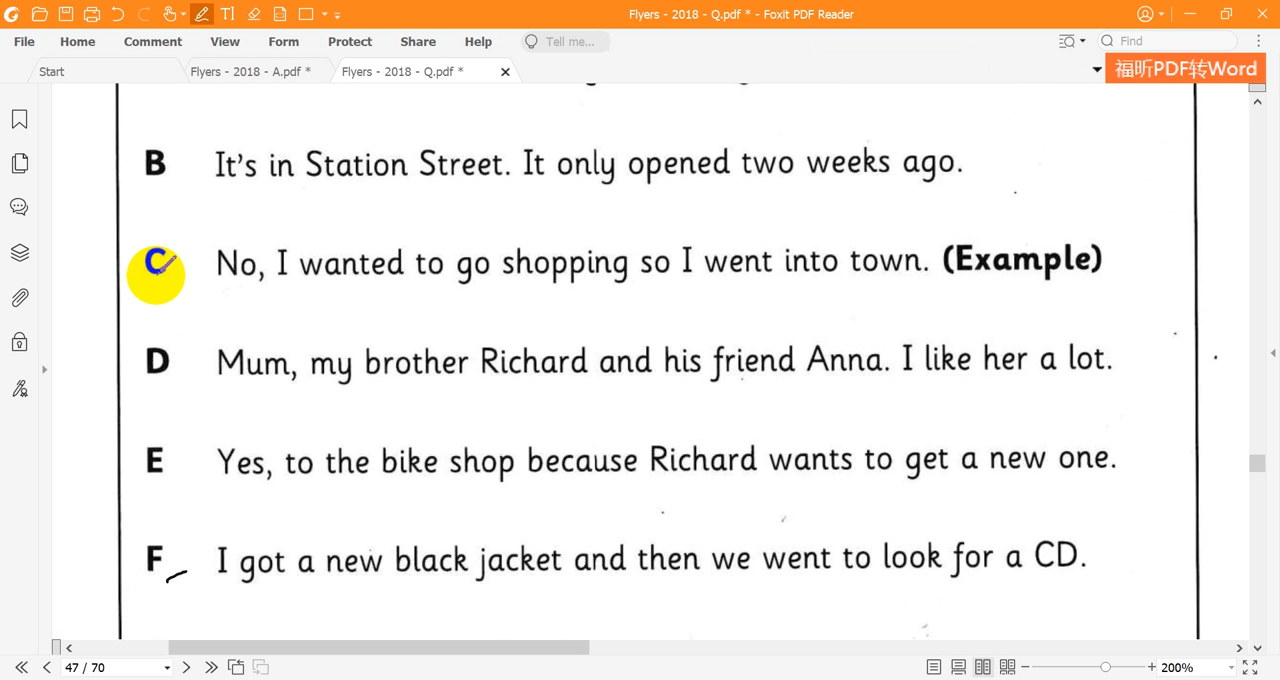 Flyers - 2018 - Q.pdf * - Foxit PDF Reader
File Home Comment View Form Protect Share Help Tell me... Find
Start Flyers - 2018 - A.pdf * Flyers - 2018 - Q.pdf * 福昕PDF转Word
B It's in Station Street. It only opened two weeks ago.
C No, I wanted to go shopping so I went into town. (Example)
D Mum, my brother Richard and his friend Anna. I like her a lot.
E Yes, to the bike shop because Richard wants to get a new one.
F I got a new black jacket and then we went to look for a CD.
47 / 70 200%